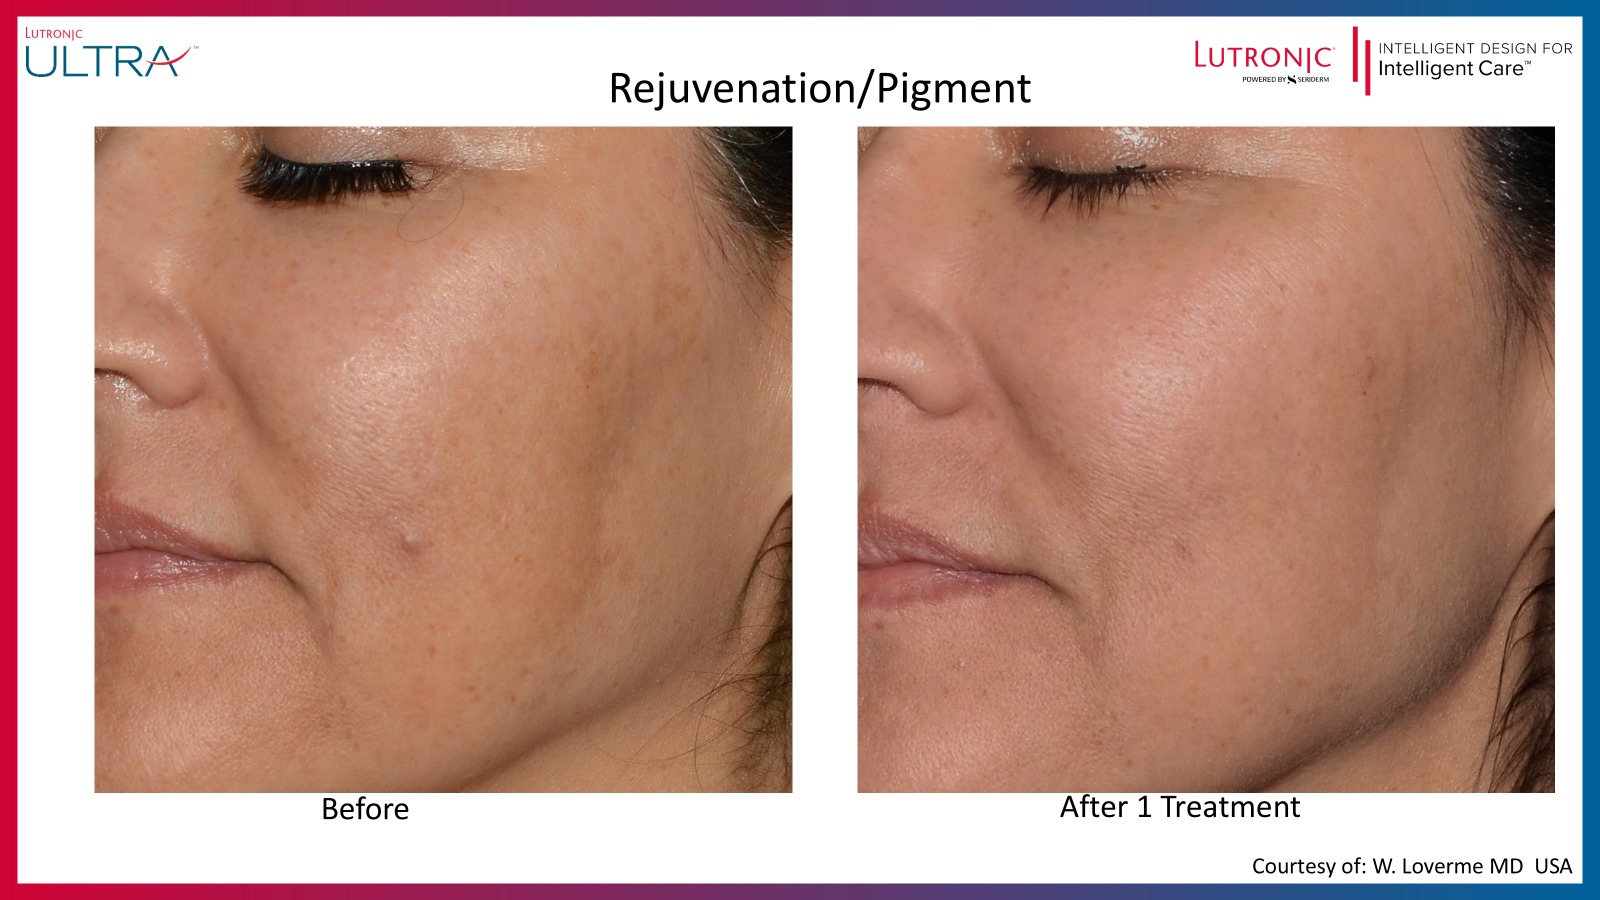 LUTRONIC
ULTRA™
LUTRONIC®
POWERED BY SERIDERM
INTELLIGENT DESIGN FOR
Intelligent Care™
Rejuvenation/Pigment
Before
After 1 Treatment
Courtesy of: W. Loverme MD USA